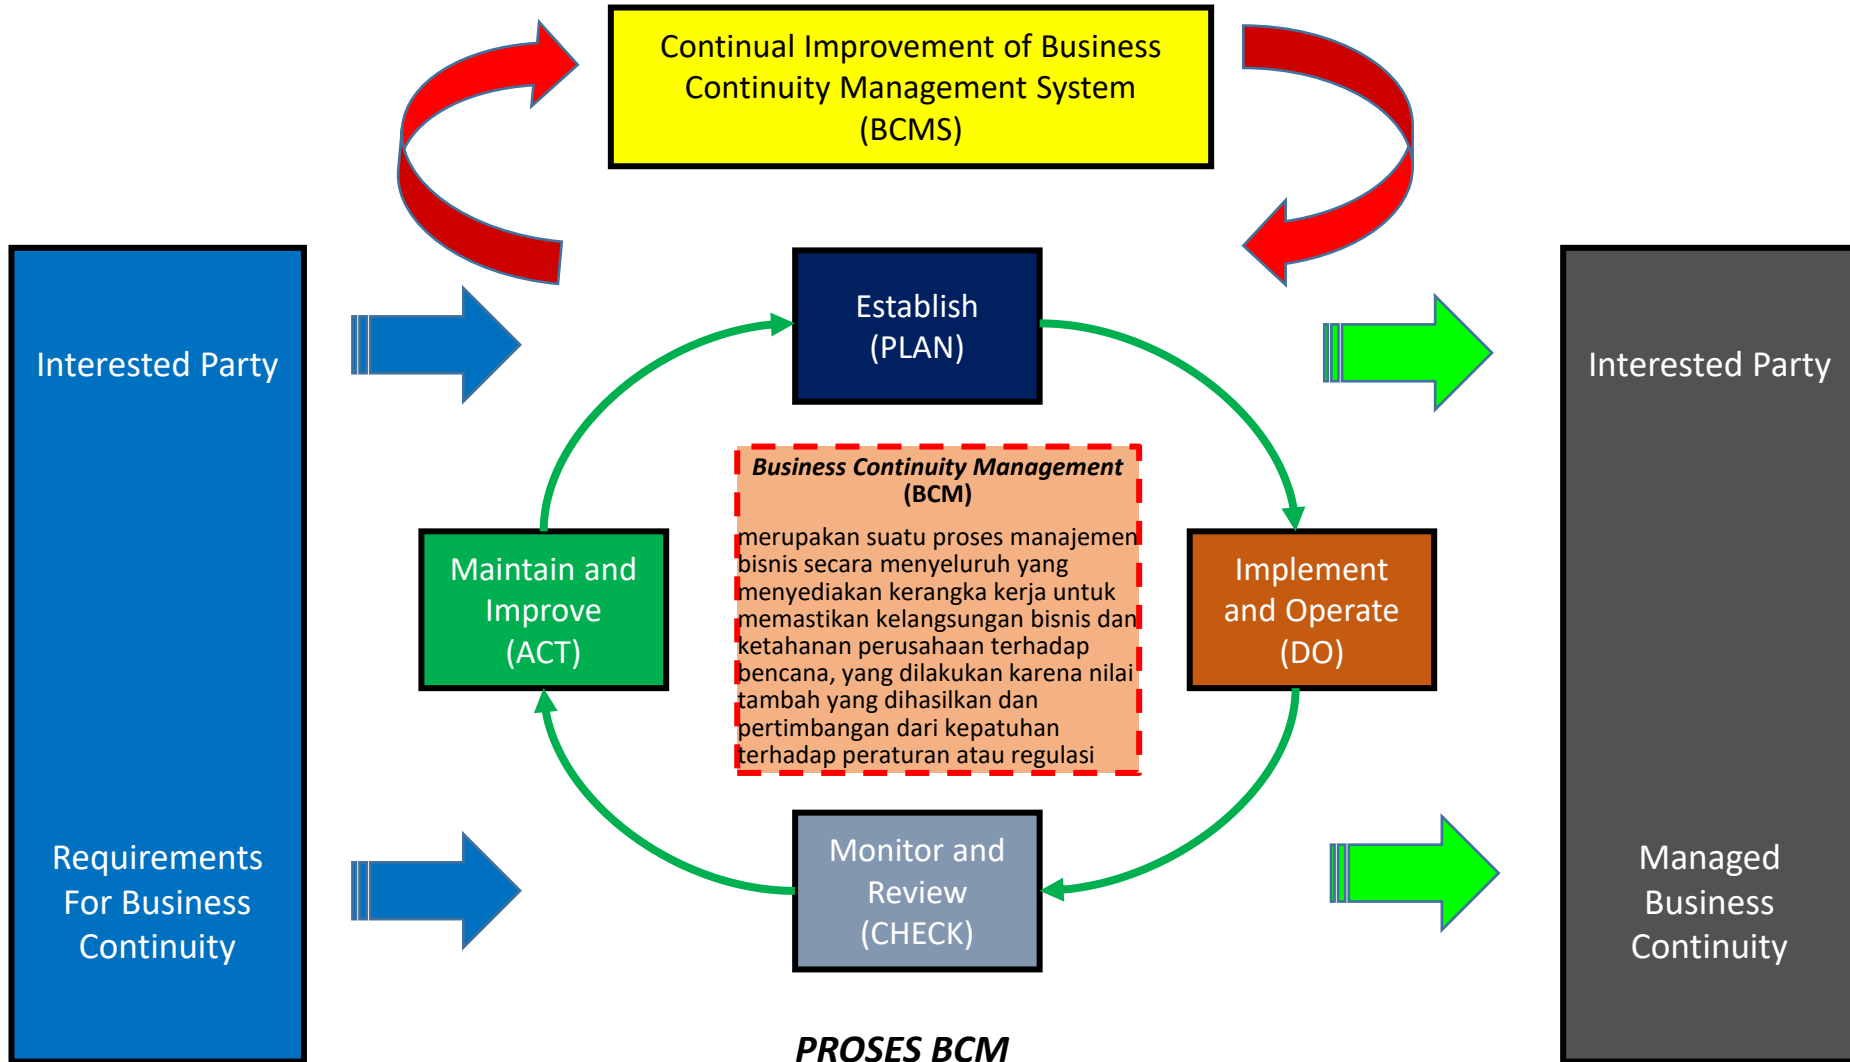 Continual Improvement of Business
Continuity Management System
(BCMS)
Interested Party
Requirements
For Business
Continuity
Establish
(PLAN)
Maintain and
Improve
(ACT)
Business Continuity Management
(BCM)
merupakan suatu proses manajemen
bisnis secara menyeluruh yang
menyediakan kerangka kerja untuk
memastikan kelangsungan bisnis dan
ketahanan perusahaan terhadap
bencana, yang dilakukan karena nilai
tambah yang dihasilkan dan
pertimbangan dari kepatuhan
terhadap peraturan atau regulasi
Implement
and Operate
(DO)
Monitor and
Review
(CHECK)
Interested Party
Managed
Business
Continuity
PROSES BCM